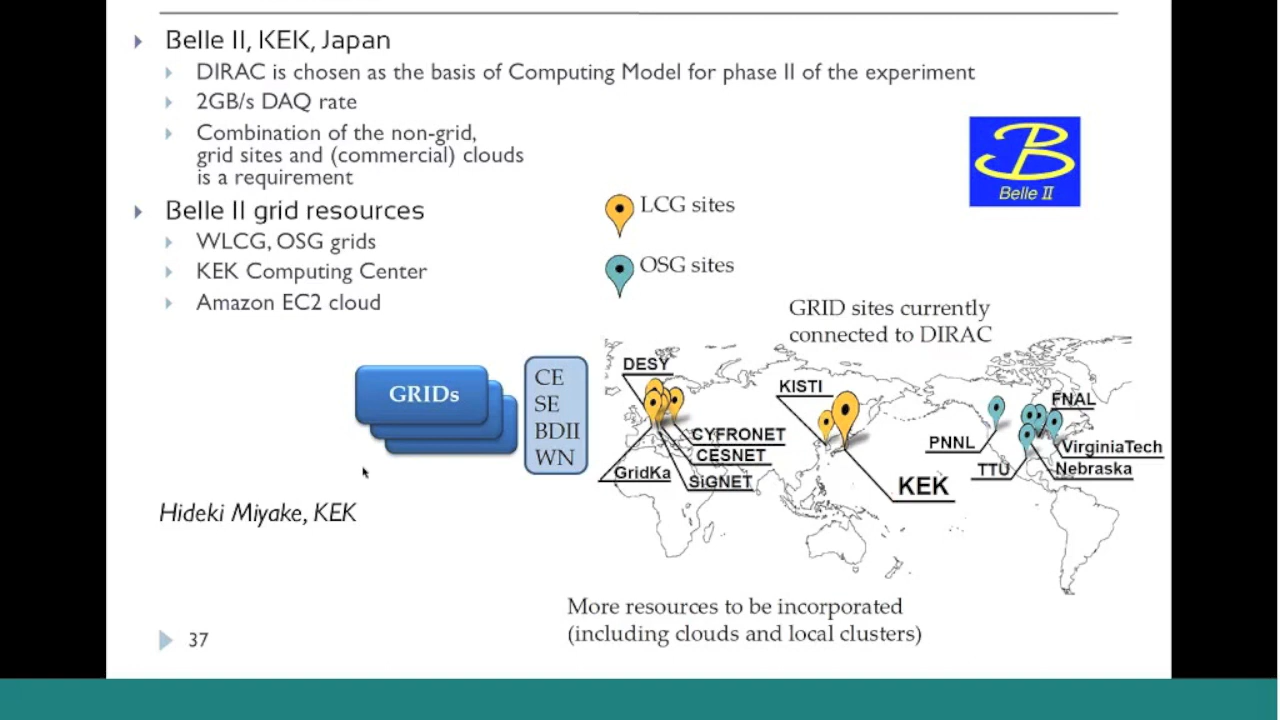 Belle II, KEK, Japan
DIRAC is chosen as the basis of Computing Model for phase II of the experiment
2GB/s DAQ rate
Combination of the non-grid,
grid sites and (commercial) clouds
is a requirement
Belle II grid resources
WLCG, OSG grids
KEK Computing Center
Amazon EC2 cloud
B
Belle II
LCG sites
OSG sites
GRID sites currently
connected to DIRAC
GRIDs
CE
SE
BDII
WN
DESY
KISTI
FNAL
CYFRONET
CESNET
PNNL
VirginiaTech
GridKa
SiGNET
KEK
TTU
Nebraska
Hideki Miyake, KEK
More resources to be incorporated
(including clouds and local clusters)
37